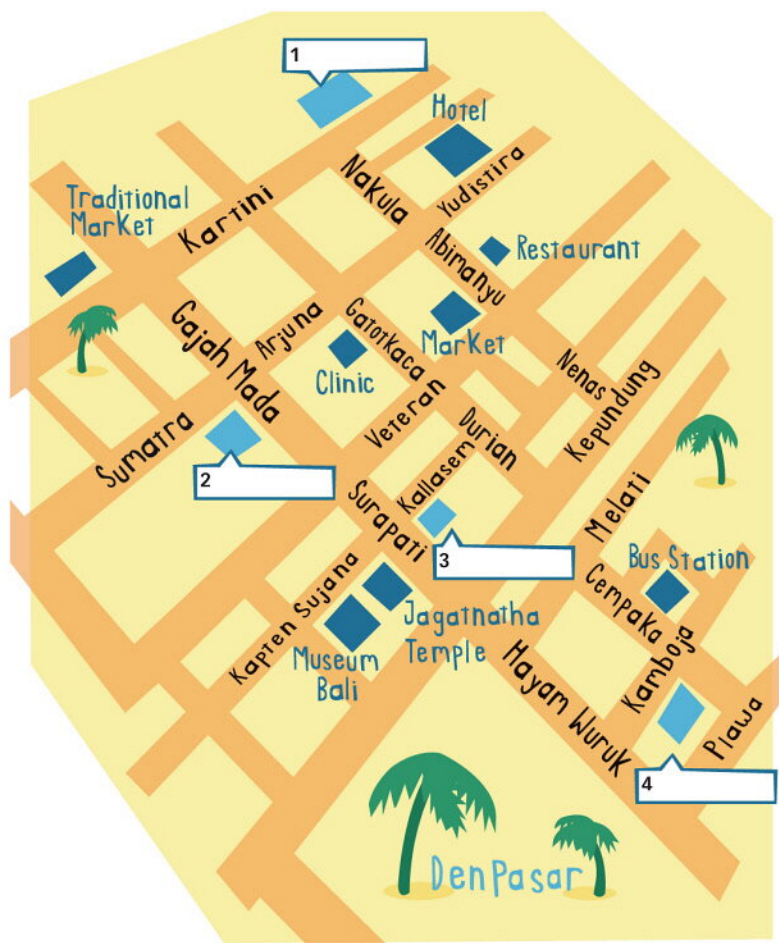 1
Hotel
Traditional
Market
Kartini
Nakula
Yudistira
Abimanyu
Restaurant
Gajah Mada
Arjuna
Gatotkaca
Market
Clinic
Nenas
Kepundung
Veteran
Durian
Sumatra
2
Kallasem
Surapati
3
Melati
Bus Station
Cempaka
Kapten Sujana
Jagatnatha
Temple
Museum
Bali
Hayam Wuruk
Kamboja
Plawa
4
DenPasar